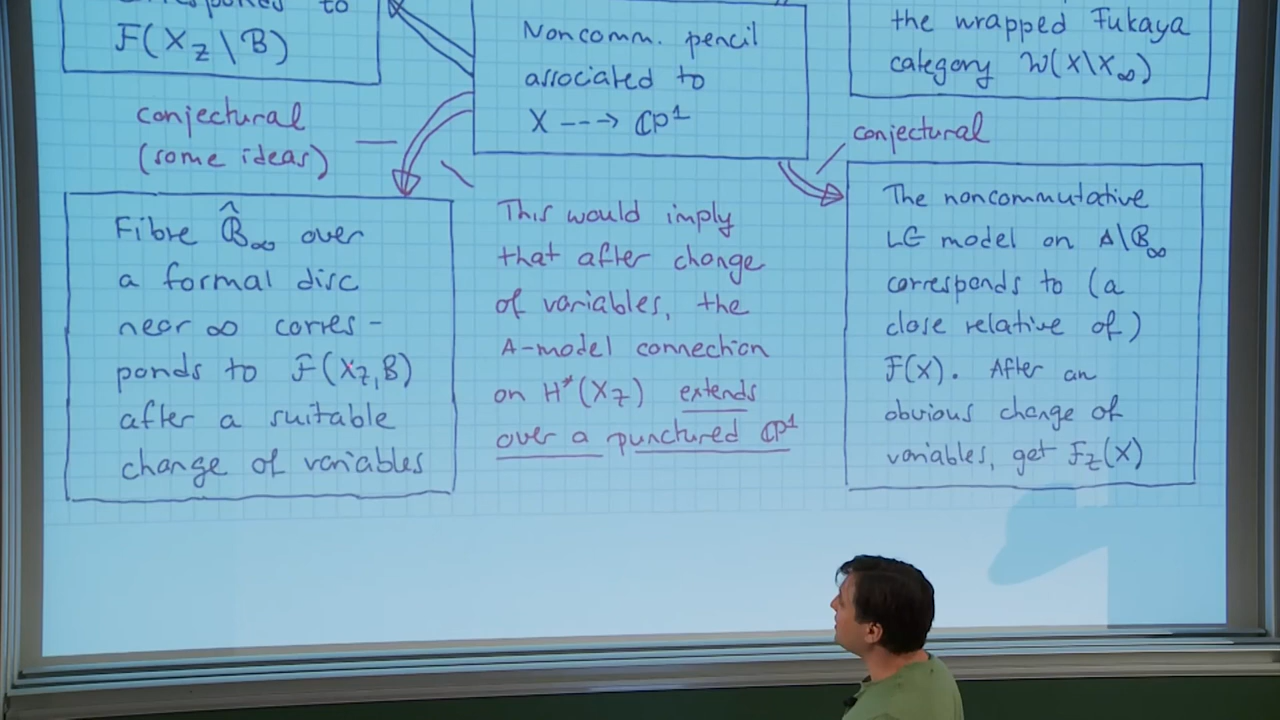 to
F(X_z \ B)
Noncomm. pencil
associated to
X ---> CP¹
the wrapped Fukaya
category W(X\X_∞)
conjectural
(some ideas)
conjectural
Fibre B̂_∞ over
a formal disc
near ∞ corres-
ponds to F(X_z, B)
after a suitable
change of variables
This would imply
that after change
of variables, the
A-model connection
on H*(X_z) extends
over a punctured CP¹
The noncommutative
LG model on A\B_∞
corresponds to (a
close relative of)
F(X). After an
obvious change of
variables, get F_z(X)